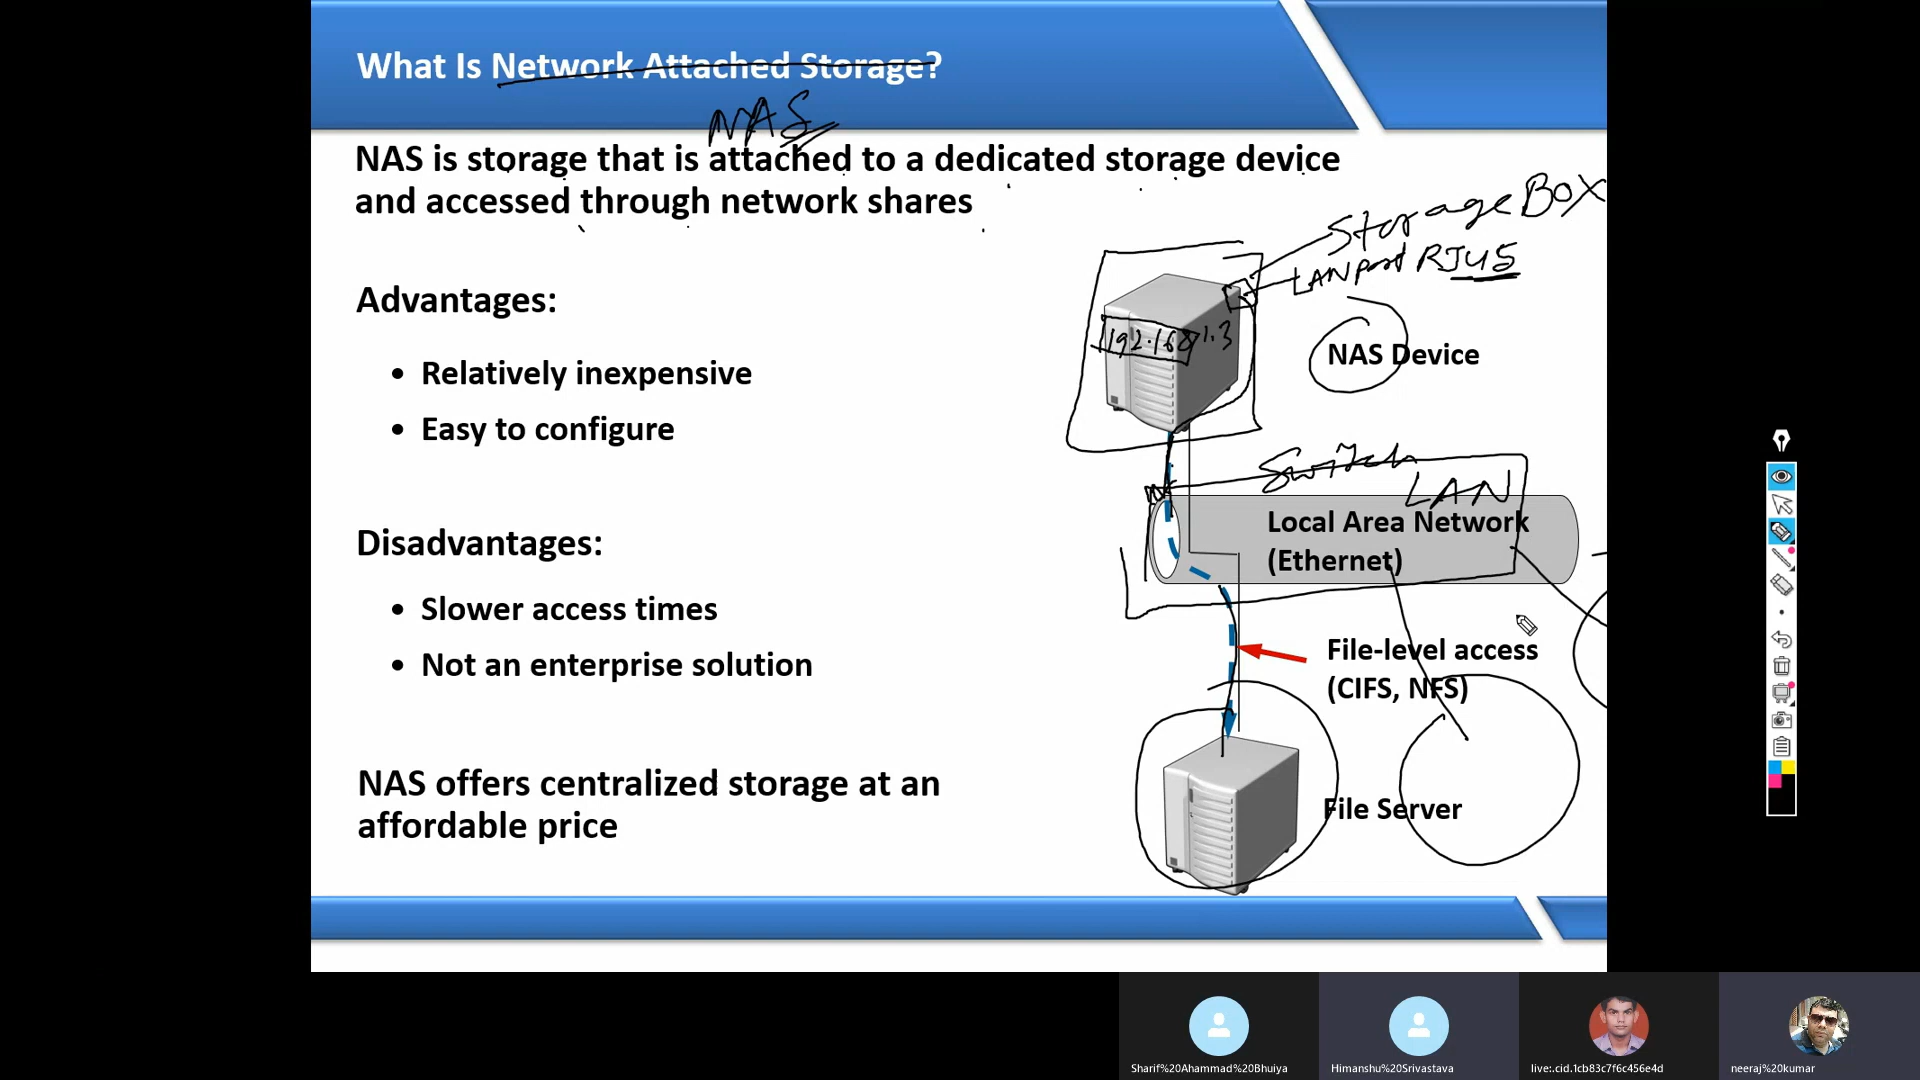 What Is Network Attached Storage?
NAS
NAS is storage that is attached to a dedicated storage device
and accessed through network shares
Storage BOX
LAN port RJ45
192.168.1.3
NAS Device
Advantages:
• Relatively inexpensive
• Easy to configure
Switch
LAN
Local Area Network
(Ethernet)
Disadvantages:
• Slower access times
• Not an enterprise solution
File-level access
(CIFS, NFS)
NAS offers centralized storage at an
affordable price
File Server
Sharif%20Ahammad%20Bhuiya
Himanshu%20Srivastava
live:.cid.1cb83c7f6c456e4d
neeraj%20kumar